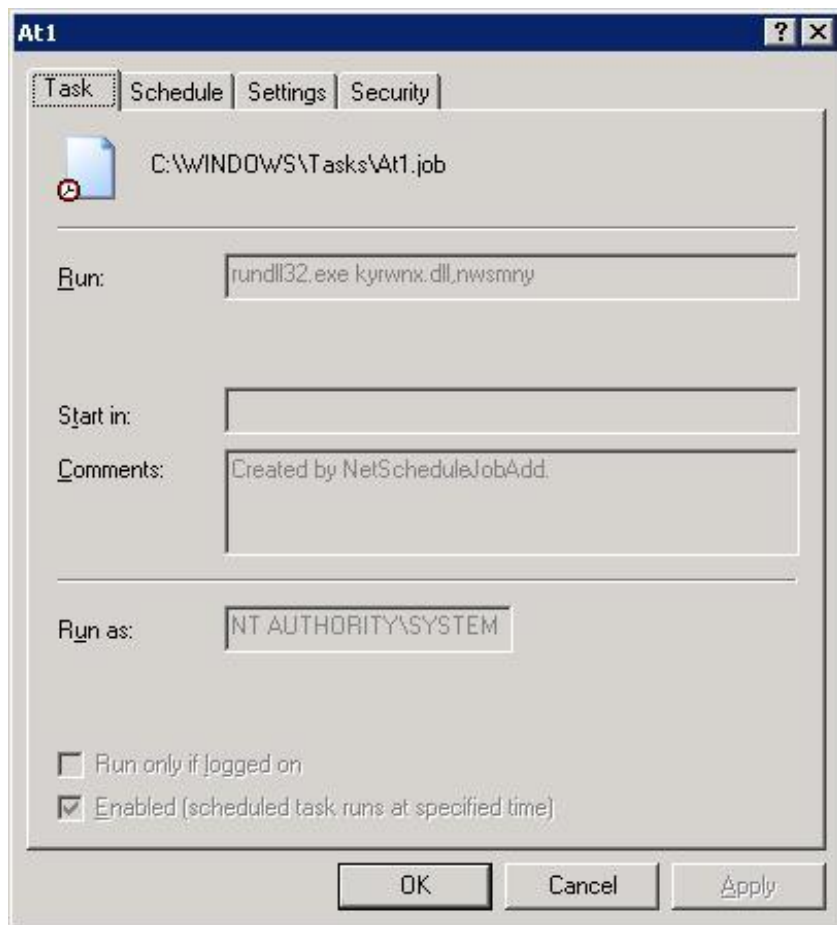 At1
Task Schedule Settings Security
C:\WINDOWS\Tasks\At1.job
Run: rundll32.exe kyrwnx.dll,nwsmny
Start in:
Comments: Created by NetScheduleJobAdd.
Run as: NT AUTHORITY\SYSTEM
Run only if logged on
Enabled (scheduled task runs at specified time)
OK Cancel Apply